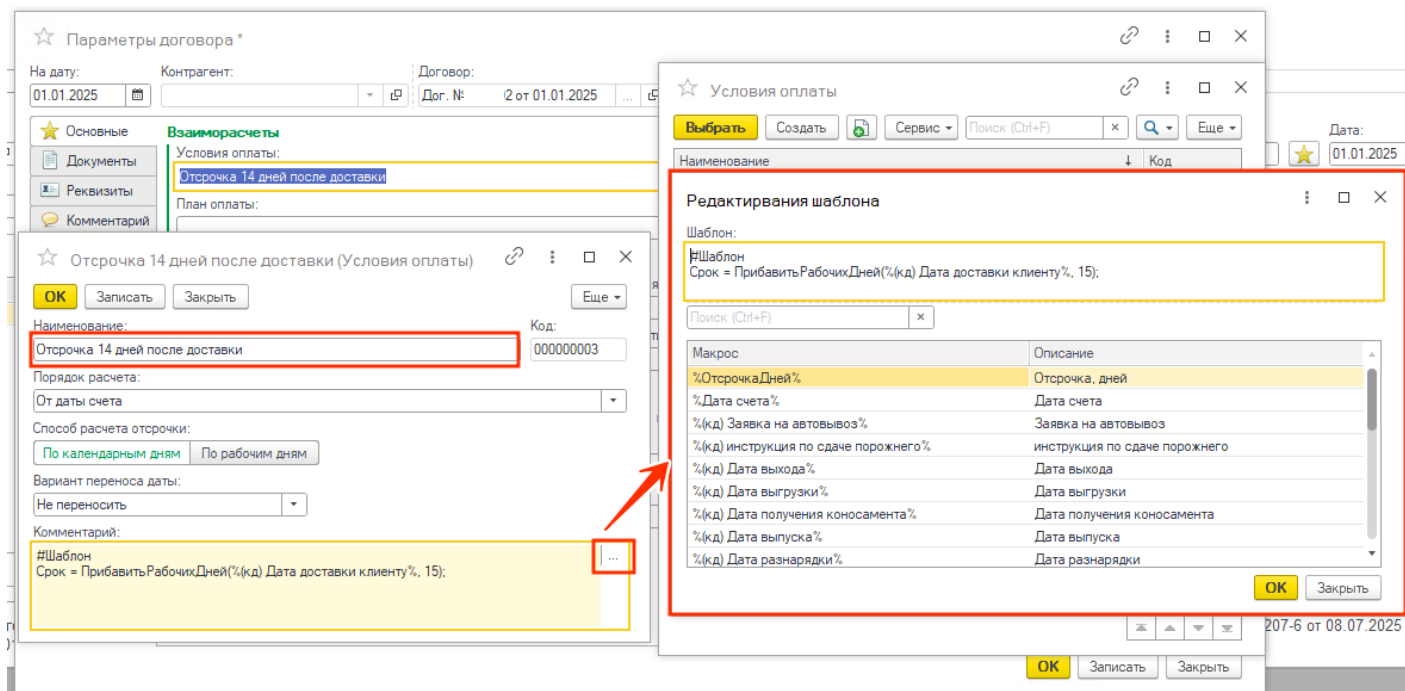 Параметры договора *
На дату:
Контрагент:
Договор:
01.01.2025
Дог. №
2 от 01.01.2025
...
Основные
Документы
Реквизиты
Комментарий
Взаиморасчеты
Условия оплаты:
Отсрочка 14 дней после доставки
План оплаты:
Отсрочка 14 дней после доставки (Условия оплаты)
ОК
Записать
Закрыть
Еще
Наименование:
Код:
Отсрочка 14 дней после доставки
000000003
Порядок расчета:
От даты счета
Способ расчета отсрочки:
По календарным дням
По рабочим дням
Вариант переноса даты:
Не переносить
Комментарий:
#Шаблон
Срок = ПрибавитьРабочихДней(%(кд) Дата доставки клиенту%, 15);
...
Условия оплаты
Выбрать
Создать
Сервис
Поиск (Ctrl+F)
Еще
Наименование
Код
Дата:
01.01.2025
Редактирвания шаблона
Шаблон:
#Шаблон
Срок = ПрибавитьРабочихДней(%(кд) Дата доставки клиенту%, 15);
Поиск (Ctrl+F)
Макрос
Описание
%ОтсрочкаДней%
Отсрочка, дней
%Дата счета%
Дата счета
%(кд) Заявка на автовывоз%
Заявка на автовывоз
%(кд) инструкция по сдаче порожнего%
инструкция по сдаче порожнего
%(кд) Дата выхода%
Дата выхода
%(кд) Дата выгрузки%
Дата выгрузки
%(кд) Дата получения коносамента%
Дата получения коносамента
%(кд) Дата выпуска%
Дата выпуска
%(кд) Дата разнарядки%
Дата разнарядки
ОК
Закрыть
207-6 от 08.07.2025
ОК
Записать
Закрыть